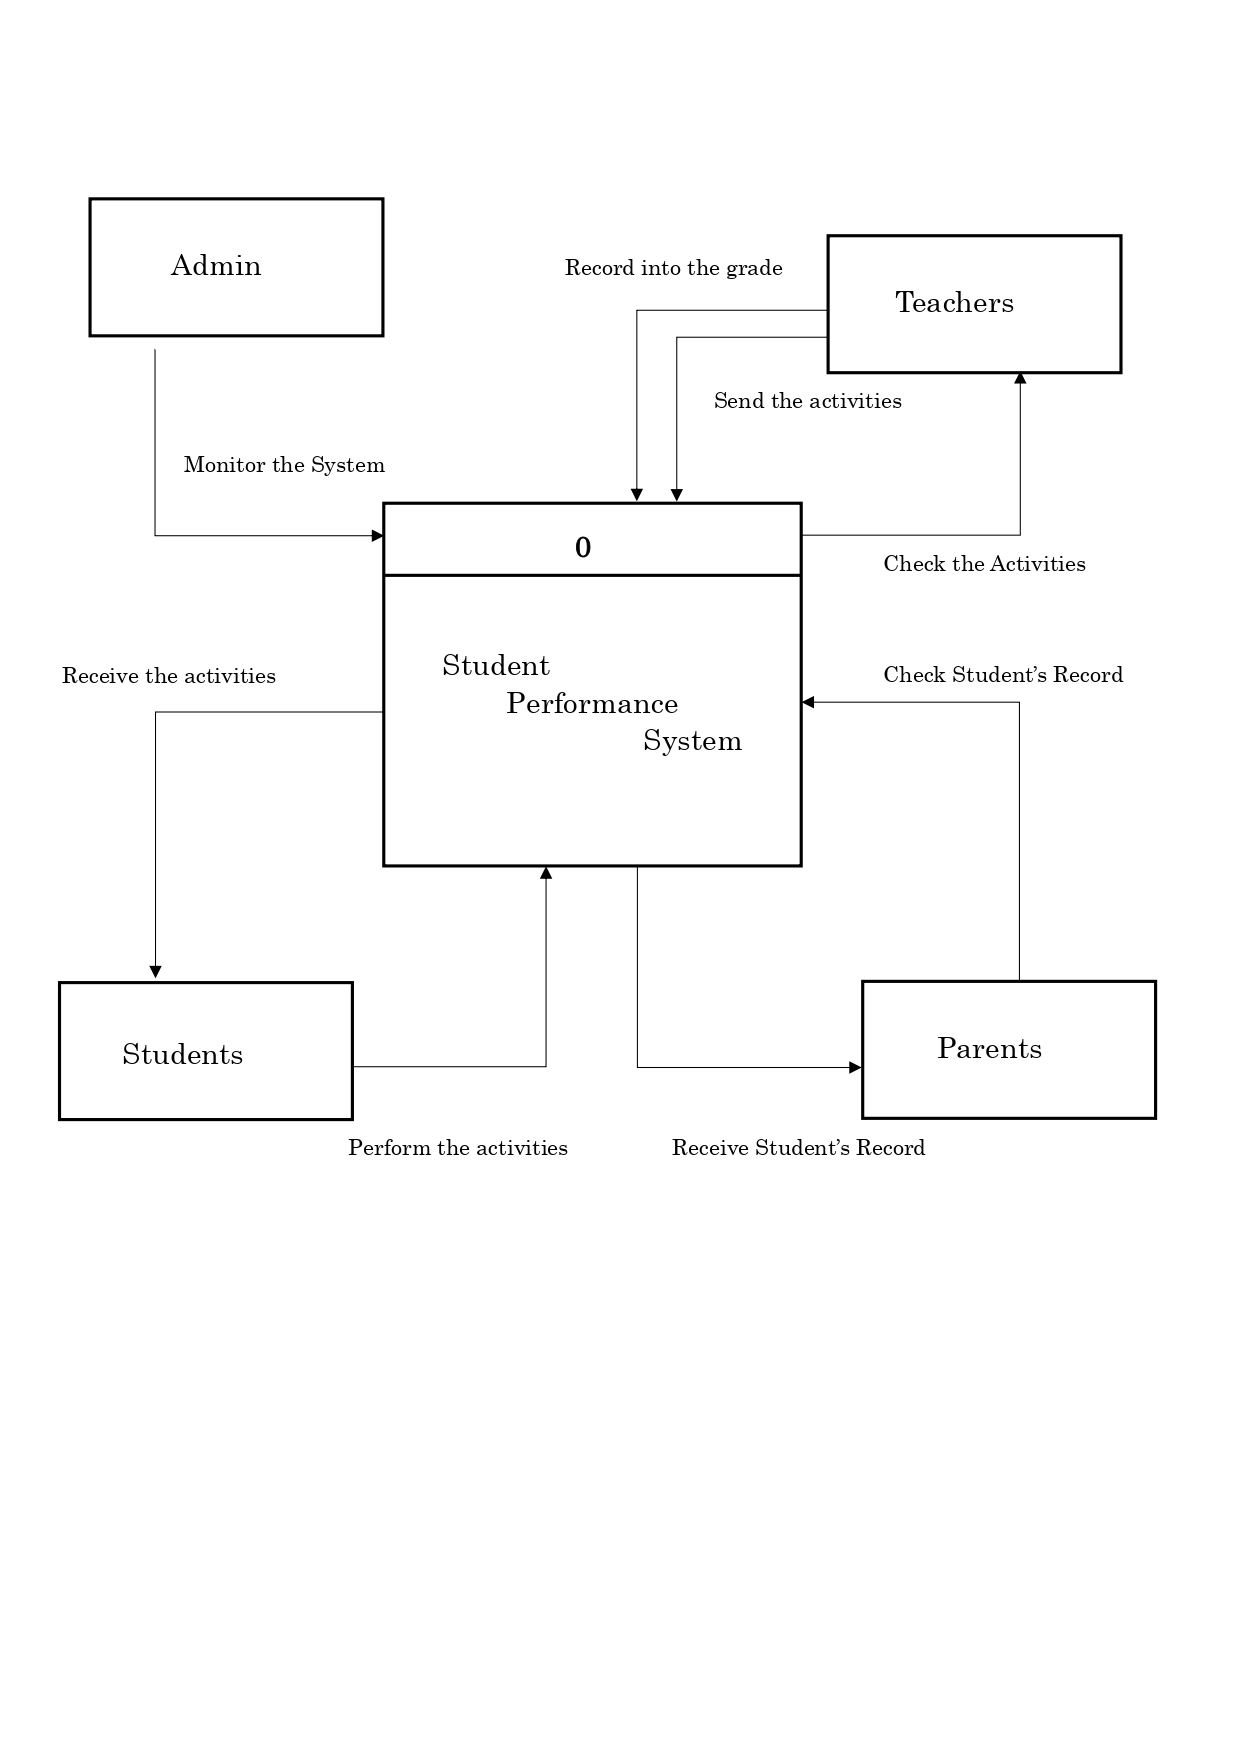 Admin
Record into the grade
Teachers
Send the activities
Monitor the System
0
Check the Activities
Student
Performance
System
Receive the activities
Check Student’s Record
Students
Parents
Perform the activities
Receive Student’s Record